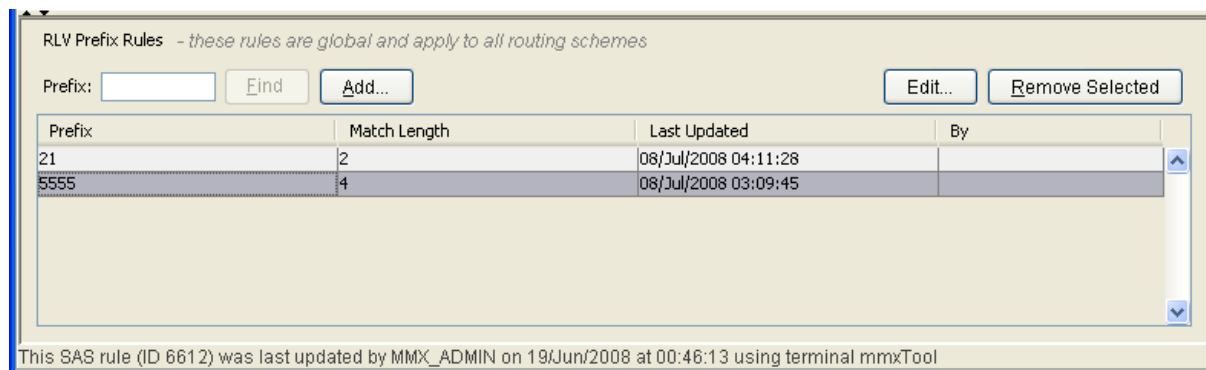 RLV Prefix Rules - these rules are global and apply to all routing schemes
Prefix: Find Add... Edit... Remove Selected
Prefix Match Length Last Updated By
21 2 08/Jul/2008 04:11:28
5555 4 08/Jul/2008 03:09:45
This SAS rule (ID 6612) was last updated by MMX_ADMIN on 19/Jun/2008 at 00:46:13 using terminal mmxTool